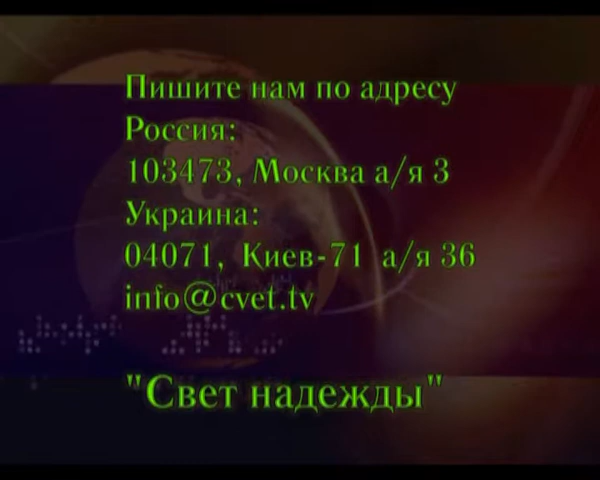 Пишите нам по адресу
Россия:
103473, Москва а/я 3
Украина:
04071, Киев-71 а/я 36
info@cvet.tv
"Свет надежды"